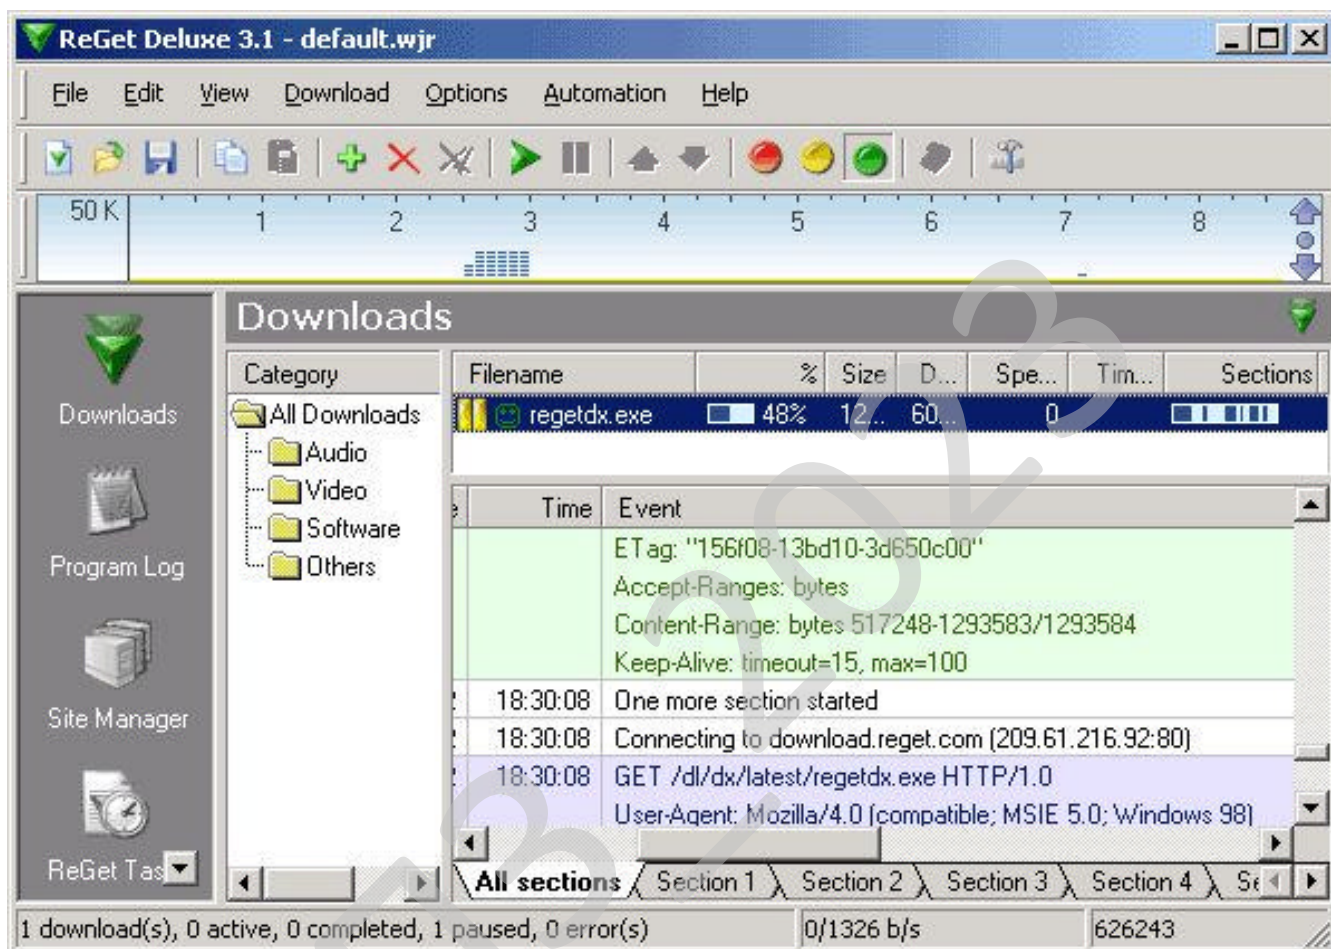 ReGet Deluxe 3.1 - default.wjr
File Edit View Download Options Automation Help
50 K 1 2 3 4 5 6 7 8
Downloads
Downloads
Program Log
Site Manager
ReGet Tas
Category
All Downloads
Audio
Video
Software
Others
Filename % Size D... Spe... Tim... Sections
regetdx.exe 48% 12... 60... 0
Time Event
ETag: "156f08-13bd10-3d650c00"
Accept-Ranges: bytes
Content-Range: bytes 517248-1293583/1293584
Keep-Alive: timeout=15, max=100
18:30:08 One more section started
18:30:08 Connecting to download.reget.com (209.61.216.92:80)
18:30:08 GET /dl/dx/latest/regetdx.exe HTTP/1.0
User-Agent: Mozilla/4.0 (compatible; MSIE 5.0; Windows 98)
All sections Section 1 Section 2 Section 3 Section 4
1 download(s), 0 active, 0 completed, 1 paused, 0 error(s) 0/1326 b/s 626243
2023